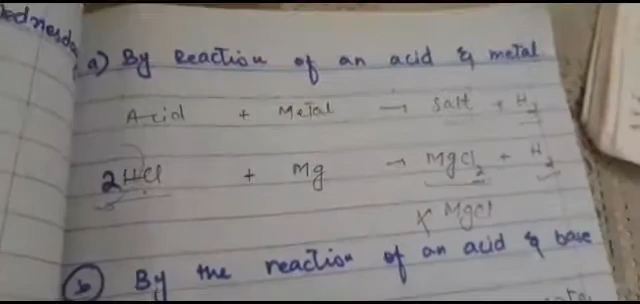 Wednesday
a) By Reaction of an acid & metal
Acid + Metal → Salt + H₂
2HCl + Mg → MgCl₂ + H₂
x MgCl
b) By the reaction of an acid & base